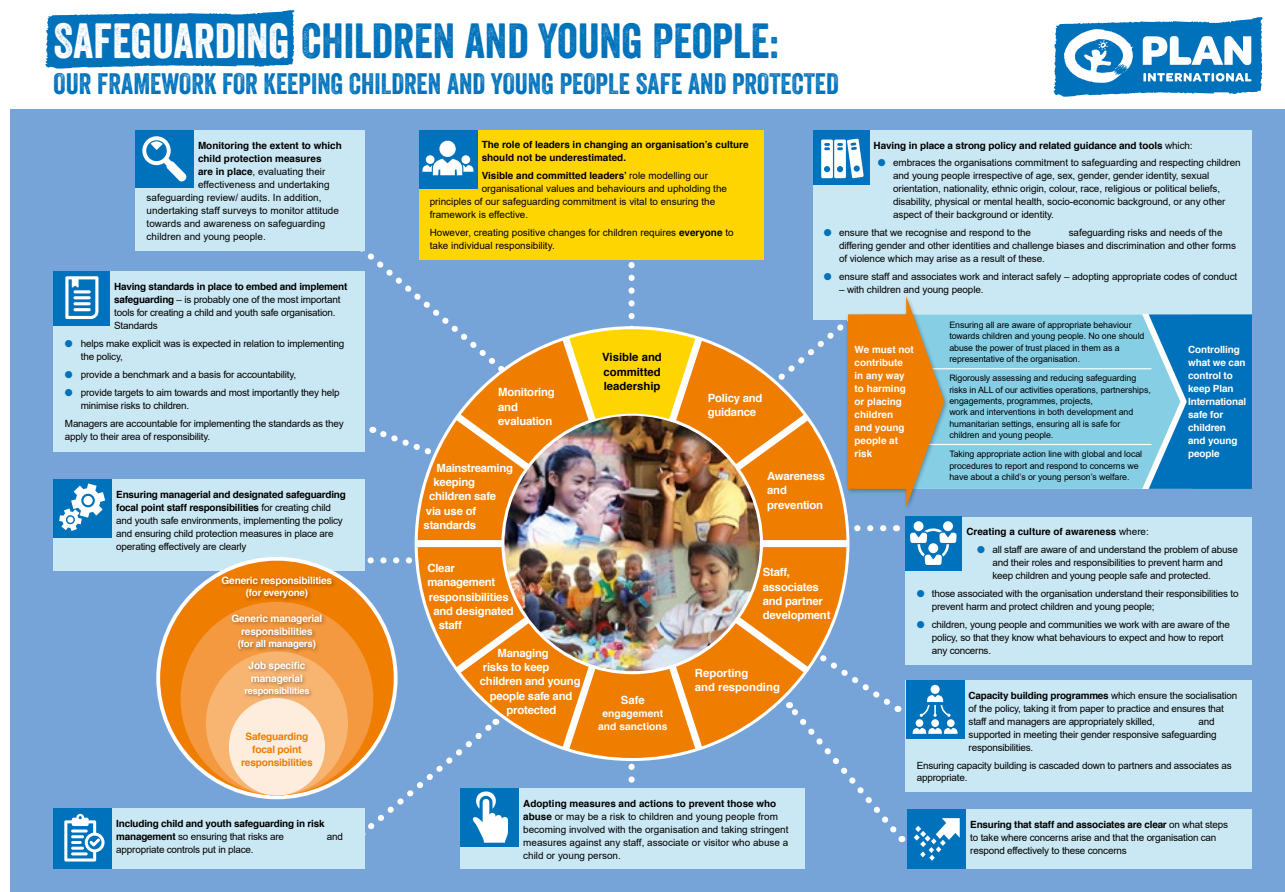 SAFEGUARDING CHILDREN AND YOUNG PEOPLE:
OUR FRAMEWORK FOR KEEPING CHILDREN AND YOUNG PEOPLE SAFE AND PROTECTED
PLAN
INTERNATIONAL
Monitoring the extent to which
child protection measures
are in place, evaluating their
effectiveness and undertaking
safeguarding review/ audits. In addition,
undertaking staff surveys to monitor attitude
towards and awareness on safeguarding
children and young people.
The role of leaders in changing an organisation's culture
should not be underestimated.
Visible and committed leaders' role modelling our
organisational values and behaviours and upholding the
principles of our safeguarding commitment is vital to ensuring the
framework is effective.
However, creating positive changes for children requires everyone to
take individual responsibility.
Having in place a strong policy and related guidance and tools which:
● embraces the organisations commitment to safeguarding and respecting children
and young people irrespective of age, sex, gender, gender identity, sexual
orientation, nationality, ethnic origin, colour, race, religious or political beliefs,
disability, physical or mental health, socio-economic background, or any other
aspect of their background or identity.
● ensure that we recognise and respond to the safeguarding risks and needs of the
differing gender and other identities and challenge biases and discrimination and other forms
of violence which may arise as a result of these.
● ensure staff and associates work and interact safely – adopting appropriate codes of conduct
– with children and young people.
We must not
contribute
in any way
to harming
or placing
children
and young
people at
risk
Ensuring all are aware of appropriate behaviour
towards children and young people. No one should
abuse the power of trust placed in them as a
representative of the organisation.
Rigorously assessing and reducing safeguarding
risks in ALL of our activities operations, partnerships,
engagements, programmes, projects,
work and interventions in both development and
humanitarian settings, ensuring all is safe for
children and young people.
Taking appropriate action line with global and local
procedures to report and respond to concerns we
have about a child's or young person's welfare.
Controlling
what we can
control to
keep Plan
International
safe for
children
and young
people
Having standards in place to embed and implement
safeguarding – is probably one of the most important
tools for creating a child and youth safe organisation.
Standards
● helps make explicit was is expected in relation to implementing
the policy,
● provide a benchmark and a basis for accountability,
● provide targets to aim towards and most importantly they help
minimise risks to children.
Managers are accountable for implementing the standards as they
apply to their area of responsibility.
Ensuring managerial and designated safeguarding
focal point staff responsibilities for creating child
and youth safe environments, implementing the policy
and ensuring child protection measures in place are
operating effectively are clearly
Generic responsibilities
(for everyone)
Generic managerial
responsibilities
(for all managers)
Job specific
managerial
responsibilities
Safeguarding
focal point
responsibilities
Including child and youth safeguarding in risk
management so ensuring that risks are and
appropriate controls put in place.
Visible and
committed
leadership
Policy and
guidance
Awareness
and
prevention
Staff,
associates
and partner
development
Reporting
and responding
Safe
engagement
and sanctions
Managing
risks to keep
children and young
people safe and
protected
Clear
management
responsibilities
and designated
staff
Mainstreaming
keeping
children safe
via use of
standards
Monitoring
and
evaluation
Adopting measures and actions to prevent those who
abuse or may be a risk to children and young people from
becoming involved with the organisation and taking stringent
measures against any staff, associate or visitor who abuse a
child or young person.
Creating a culture of awareness where:
● all staff are aware of and understand the problem of abuse
and their roles and responsibilities to prevent harm and
keep children and young people safe and protected.
● those associated with the organisation understand their responsibilities to
prevent harm and protect children and young people;
● children, young people and communities we work with are aware of the
policy, so that they know what behaviours to expect and how to report
any concerns.
Capacity building programmes which ensure the socialisation
of the policy, taking it from paper to practice and ensures that
staff and managers are appropriately skilled, and
supported in meeting their gender responsive safeguarding
responsibilities.
Ensuring capacity building is cascaded down to partners and associates as
appropriate.
Ensuring that staff and associates are clear on what steps
to take where concerns arise and that the organisation can
respond effectively to these concerns